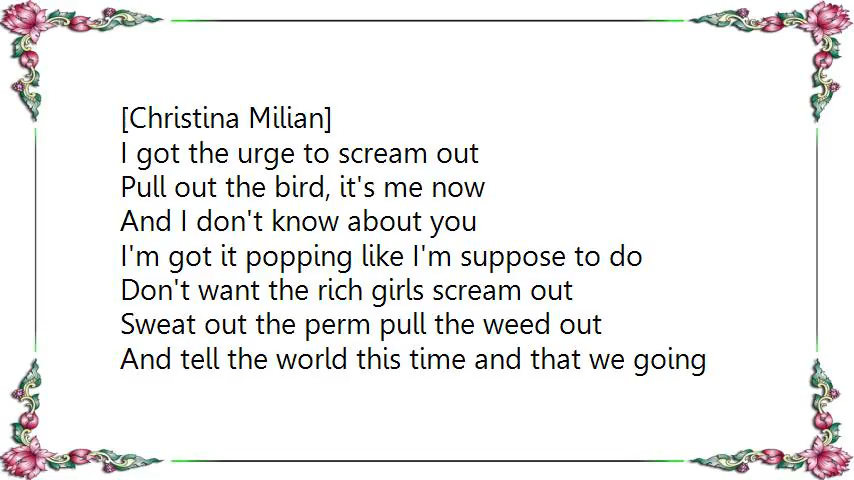 [Christina Milian]
I got the urge to scream out
Pull out the bird, it's me now
And I don't know about you
I'm got it popping like I'm suppose to do
Don't want the rich girls scream out
Sweat out the perm pull the weed out
And tell the world this time and that we going